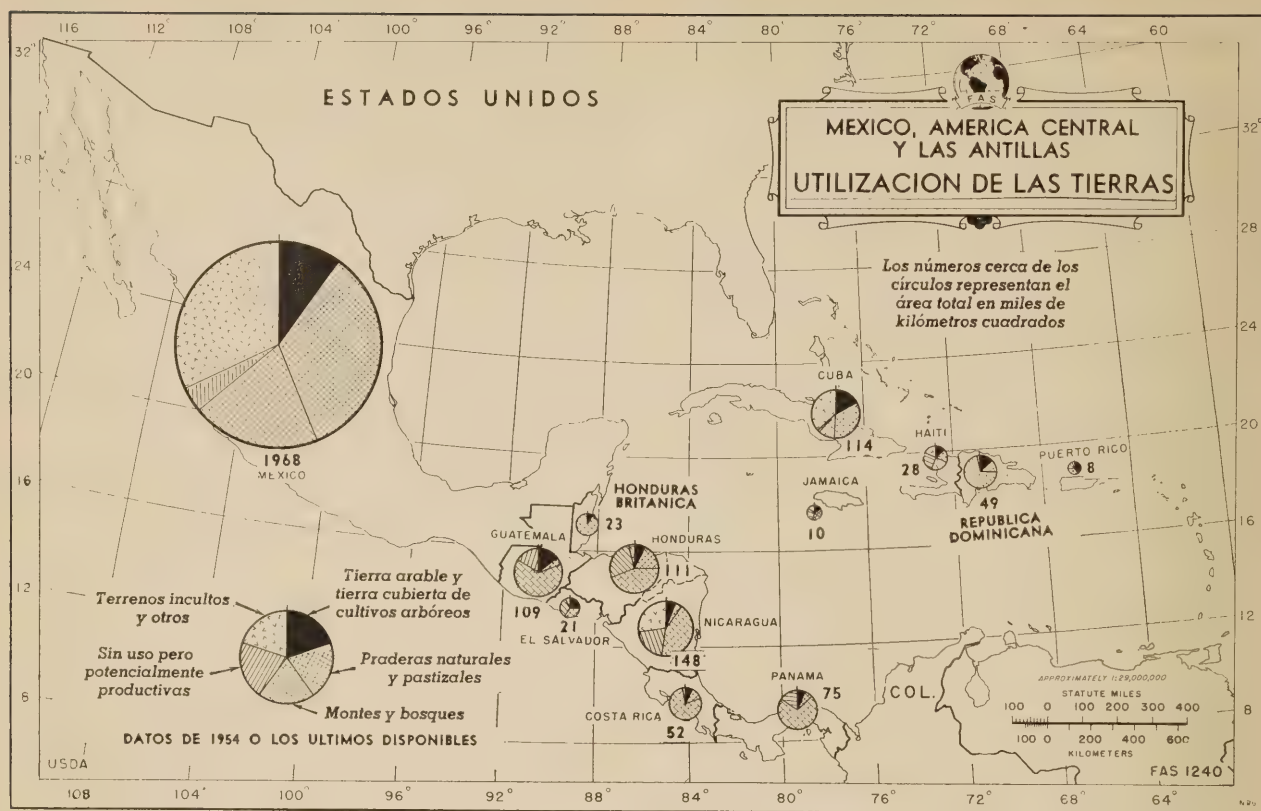 116° 112° 108° 104° 100° 96° 92° 88° 84° 80° 76° 72° 68° 64° 60°
32° 28 24 20 16 12 8
32° 28 24 20 16 12 8
ESTADOS UNIDOS
FAS
MEXICO, AMERICA CENTRAL
Y LAS ANTILLAS
UTILIZACION DE LAS TIERRAS
Los números cerca de los
círculos representan el
área total en miles de
kilómetros cuadrados
1968
MEXICO
CUBA
114
HAITI
28
49
REPUBLICA
DOMINICANA
PUERTO RICO
8
JAMAICA
10
HONDURAS
BRITANICA
23
GUATEMALA
109
HONDURAS
111
21
EL SALVADOR
NICARAGUA
148
COSTA RICA
52
PANAMA
75
COL.
Terrenos incultos
y otros
Tierra arable y
tierra cubierta de
cultivos arbóreos
Sin uso pero
potencialmente
productivas
Praderas naturales
y pastizales
Montes y bosques
DATOS DE 1954 O LOS ULTIMOS DISPONIBLES
APPROXIMATELY 1:29,000,000
STATUTE MILES
100 0 100 200 300 400
100 0 200 400 600
KILOMETERS
USDA
FAS 1240
108 104° 100° 96° 92° 88° 84° 80° 76° 72° 68° 64°